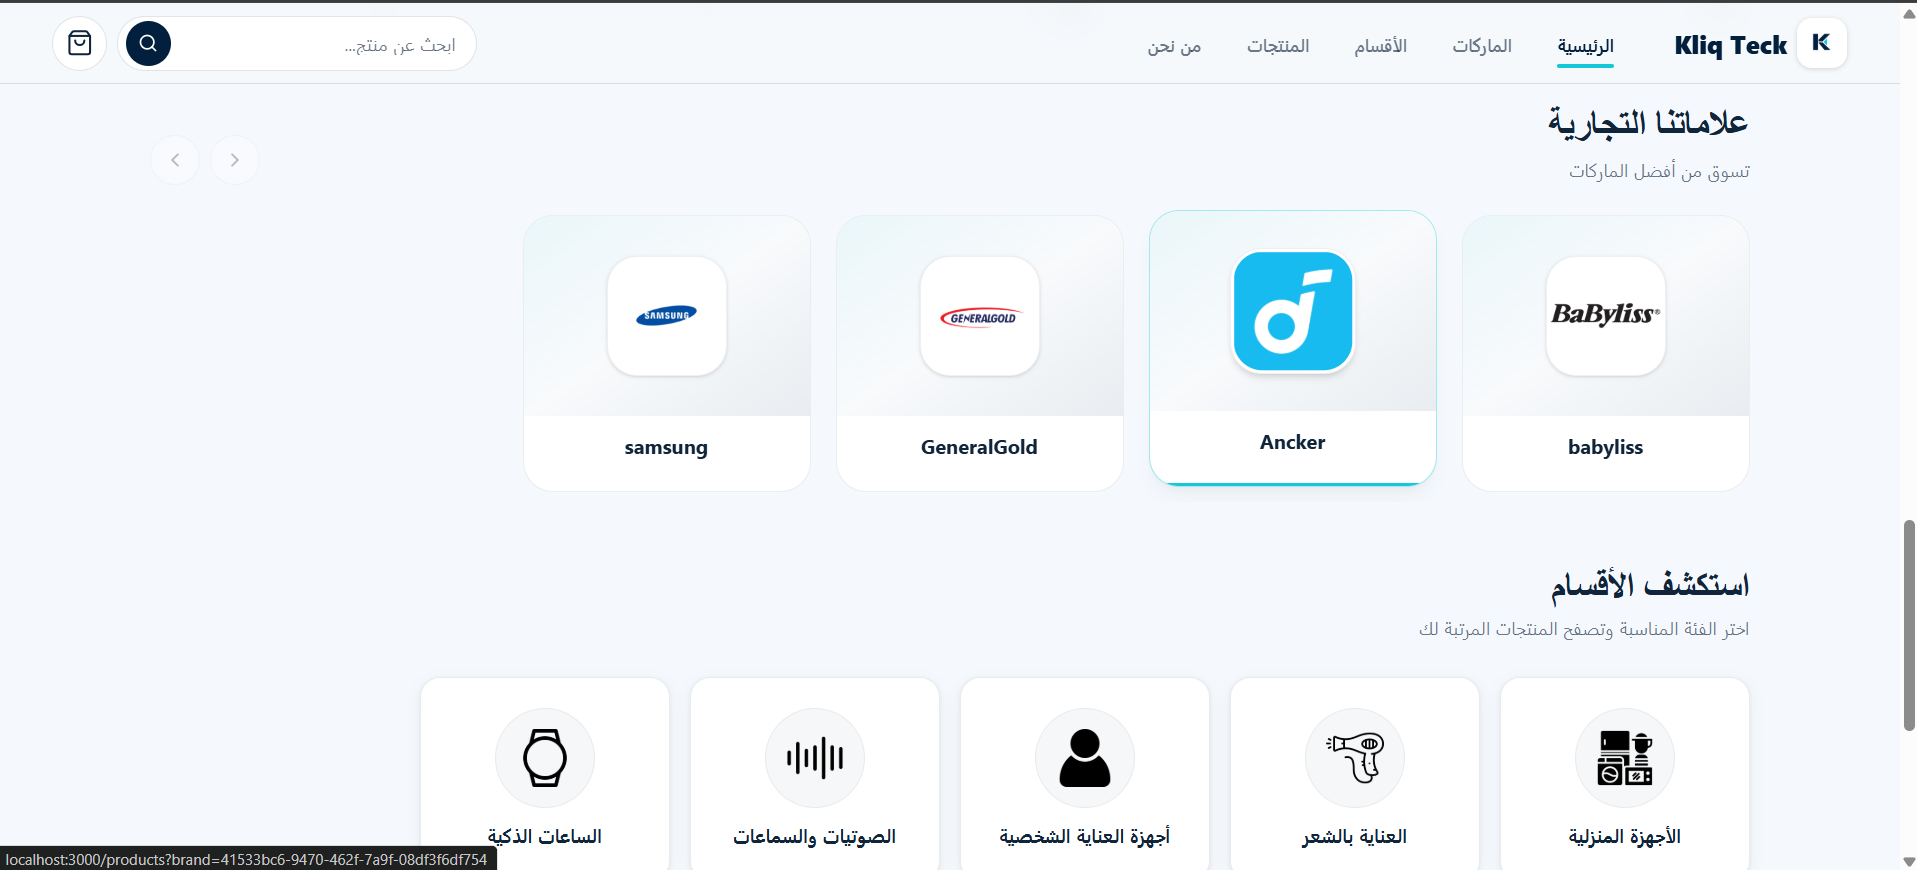 Kliq Teck
الرئيسية
الماركات
الأقسام
المنتجات
من نحن
ابحث عن منتج...
علاماتنا التجارية
تسوق من أفضل الماركات
BaByliss®
GENERALGOLD
SAMSUNG
babyliss
Ancker
GeneralGold
samsung
استكشف الأقسام
اختر الفئة المناسبة وتصفح المنتجات المرتبة لك
الأجهزة المنزلية
العناية بالشعر
أجهزة العناية الشخصية
الصوتيات والسماعات
الساعات الذكية
localhost:3000/products?brand=41533bc6-9470-462f-7a9f-08df3f6df754